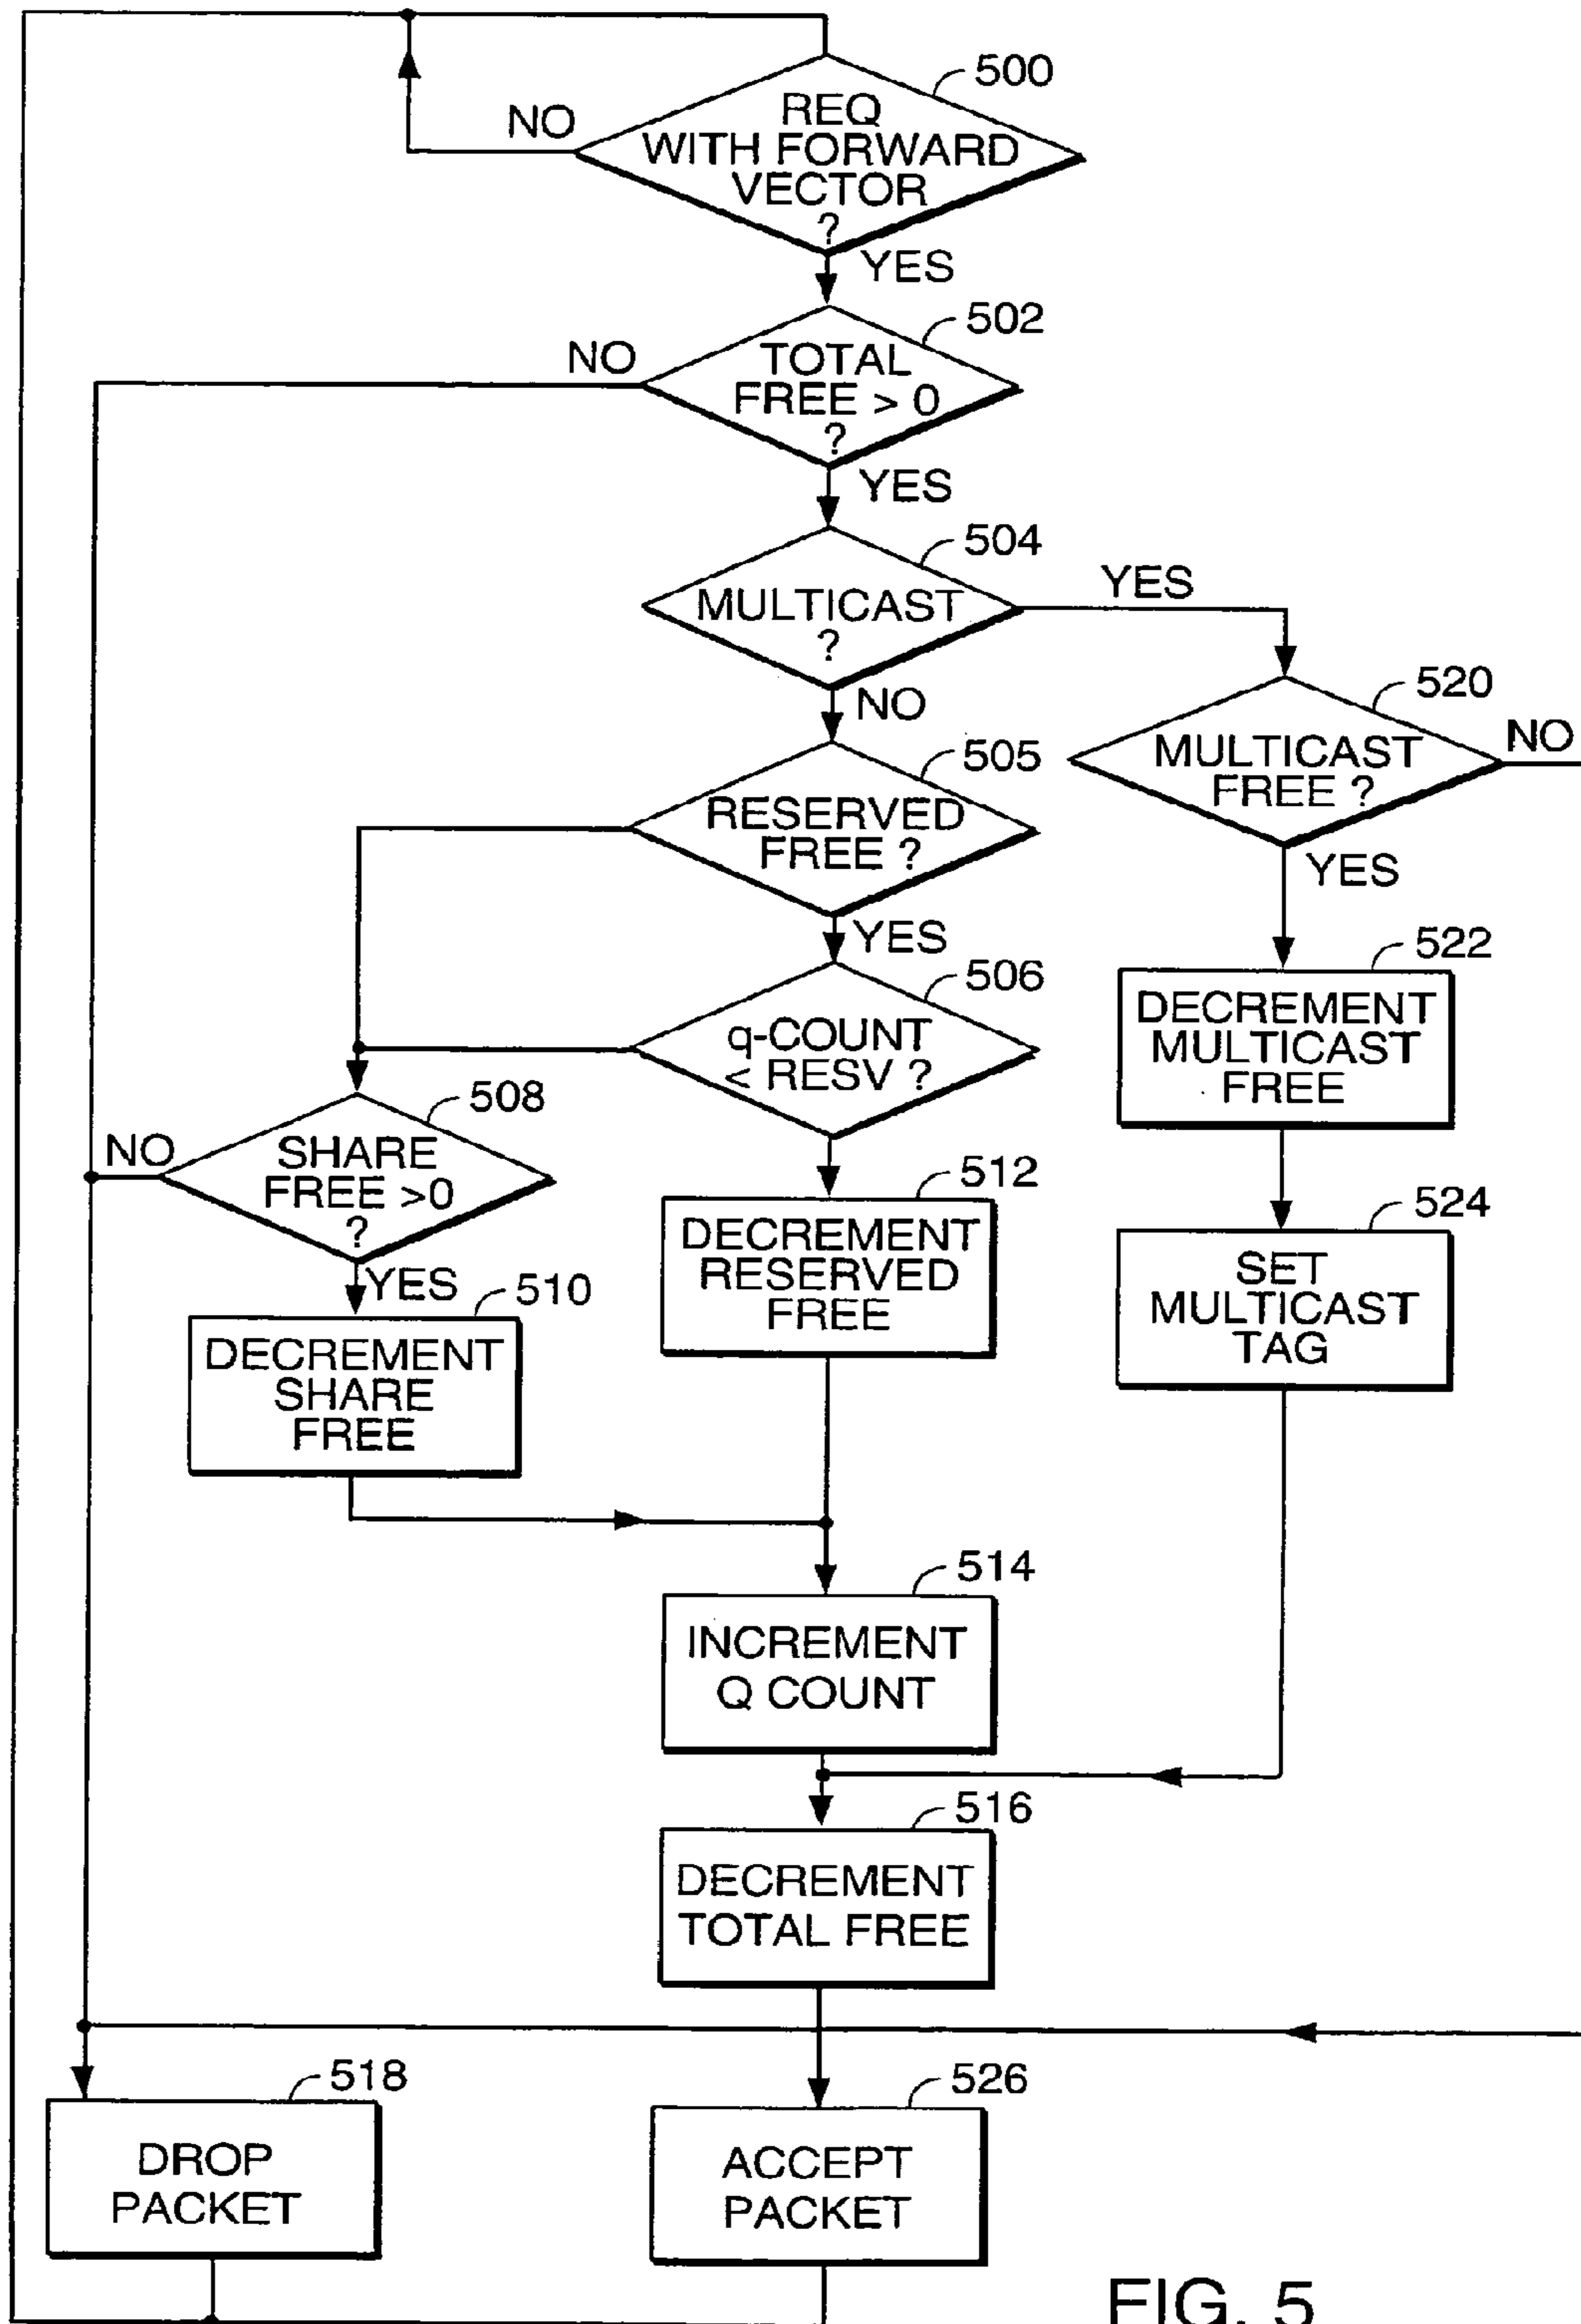 500
REQ
WITH FORWARD
VECTOR
?
NO
YES
502
TOTAL
FREE > 0
?
NO
YES
504
MULTICAST
?
YES
NO
505
RESERVED
FREE ?
YES
520
MULTICAST
FREE ?
NO
YES
506
q-COUNT
< RESV ?
522
DECREMENT
MULTICAST
FREE
508
SHARE
FREE >0
?
NO
YES
512
DECREMENT
RESERVED
FREE
524
SET
MULTICAST
TAG
510
DECREMENT
SHARE
FREE
514
INCREMENT
Q COUNT
516
DECREMENT
TOTAL FREE
518
DROP
PACKET
526
ACCEPT
PACKET
FIG. 5